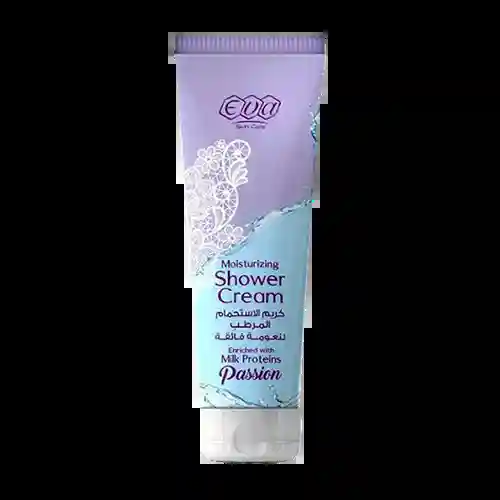 eva
Skin Care
Moisturizing
Shower
Cream
كريم الاستحمام
المرطب
لنعومة فائقة
Enriched with
Milk Proteins
Passion